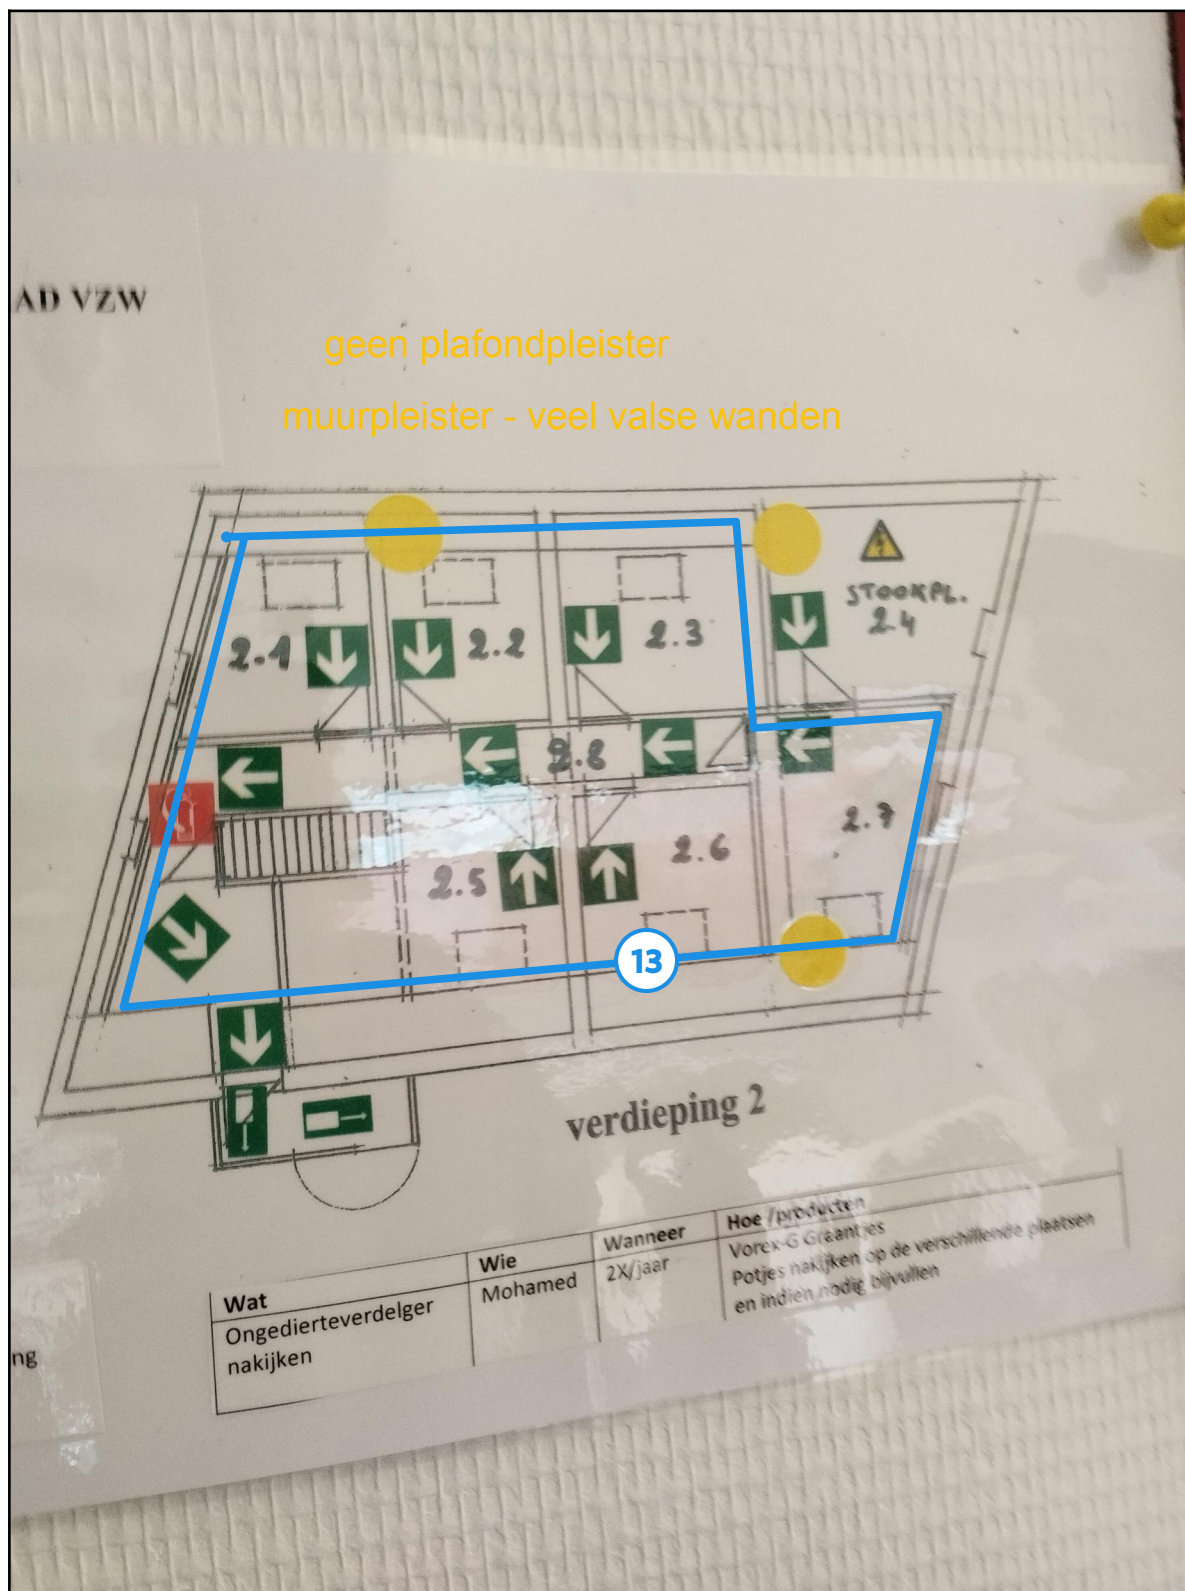 AD VZW
geen plafondpleister
muurpleister - veel valse wanden
STOOKPL.
2.4
2.1
2.2
2.3
2.8
2.7
2.5
2.6
13
verdieping 2
Wat
Wie
Wanneer
Hoe /producten
Ongedierteverdelger
nakijken
Mohamed
2X/jaar
Vorex-G Graantjes
Potjes nakijken op de verschillende plaatsen
en indien nodig bijvullen
ng